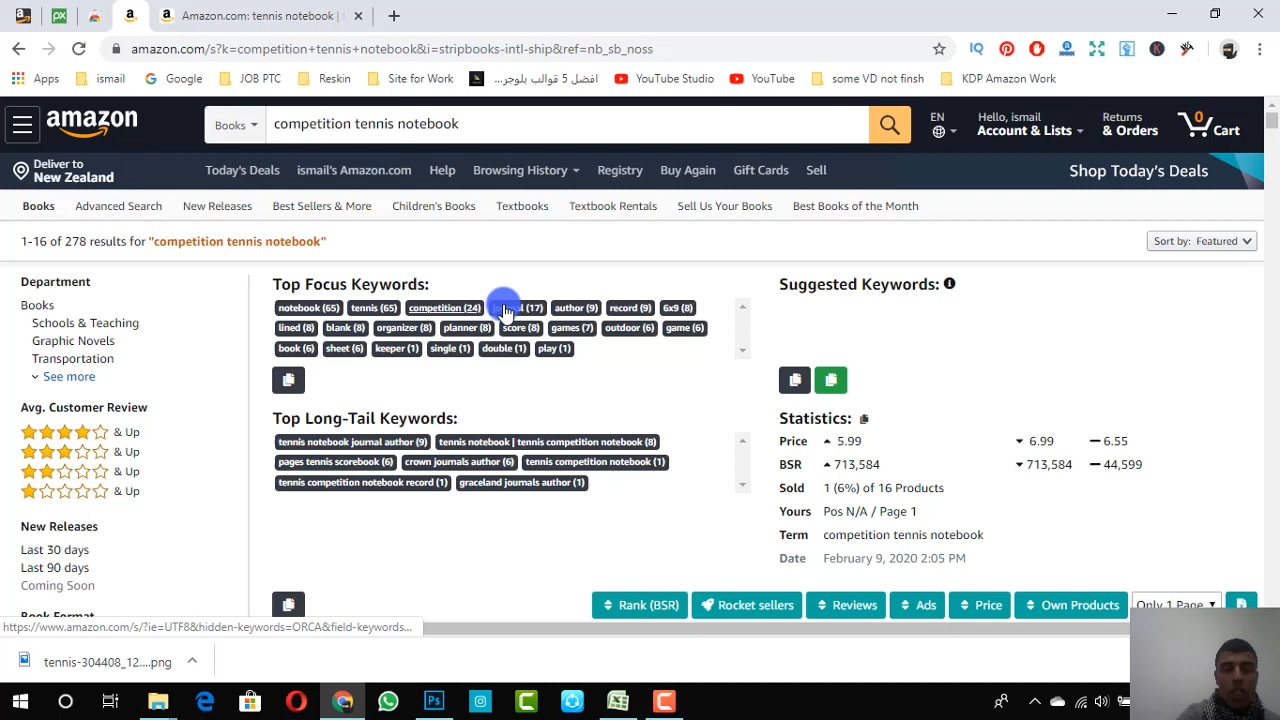 Amazon.com: tennis notebook |
amazon.com/s?k=competition+tennis+notebook&i=stripbooks-intl-ship&ref=nb_sb_noss
Apps
ismail
Google
JOB PTC
Reskin
Site for Work
افضل 5 قوالب بلوجر...
YouTube Studio
YouTube
some VD not finsh
KDP Amazon Work
amazon
Books
competition tennis notebook
EN
Hello, ismail
Account & Lists
Returns
& Orders
0
Cart
Deliver to
New Zealand
Today's Deals
ismail's Amazon.com
Help
Browsing History
Registry
Buy Again
Gift Cards
Sell
Shop Today's Deals
Books
Advanced Search
New Releases
Best Sellers & More
Children's Books
Textbooks
Textbook Rentals
Sell Us Your Books
Best Books of the Month
1-16 of 278 results for "competition tennis notebook"
Sort by: Featured
Department
Books
Schools & Teaching
Graphic Novels
Transportation
See more
Avg. Customer Review
& Up
& Up
& Up
& Up
New Releases
Last 30 days
Last 90 days
Coming Soon
Book Format
Top Focus Keywords:
notebook (65) tennis (65) competition (24) (17) author (9) record (9) 6x9 (8)
lined (8) blank (8) organizer (8) planner (8) score (8) games (7) outdoor (6) game (6)
book (6) sheet (6) keeper (1) single (1) double (1) play (1)
Top Long-Tail Keywords:
tennis notebook journal author (9) tennis notebook | tennis competition notebook (8)
pages tennis scorebook (6) crown journals author (6) tennis competition notebook (1)
tennis competition notebook record (1) graceland journals author (1)
Suggested Keywords:
Statistics:
Price 5.99 6.99 6.55
BSR 713,584 713,584 44,599
Sold 1 (6%) of 16 Products
Yours Pos N/A / Page 1
Term competition tennis notebook
Date February 9, 2020 2:05 PM
Rank (BSR)
Rocket sellers
Reviews
Ads
Price
Own Products
Only 1 Page
https://www.amazon.com/s/?ie=UTF8&hidden-keywords=ORCA&field-keywords...
tennis-304408_12....png